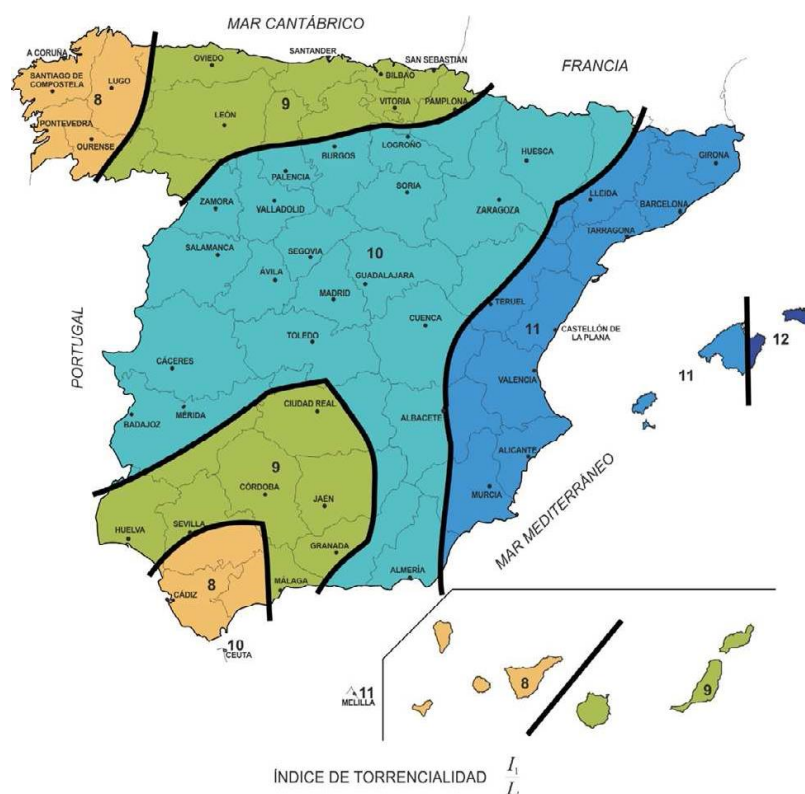 MAR CANTÁBRICO
A CORUÑA
OVIEDO
SANTANDER
SAN SEBASTIÁN
FRANCIA
SANTIAGO DE
COMPOSTELA
LUGO
BILBAO
8
9
VITORIA
PAMPLONA
LEÓN
PONTEVEDRA
OURENSE
BURGOS
LOGROÑO
HUESCA
GIRONA
PALENCIA
SORIA
LLEIDA
ZAMORA
VALLADOLID
ZARAGOZA
BARCELONA
TARRAGONA
SALAMANCA
SEGOVIA
10
ÁVILA
GUADALAJARA
MADRID
TERUEL
CUENCA
11
CASTELLÓN DE
LA PLANA
12
TOLEDO
PORTUGAL
CÁCERES
VALENCIA
11
MÉRIDA
CIUDAD REAL
ALBACETE
BADAJOZ
ALICANTE
9
CÓRDOBA
MURCIA
JAÉN
MAR MEDITERRÁNEO
SEVILLA
HUELVA
GRANADA
ALMERÍA
8
MÁLAGA
CÁDIZ
10
CEUTA
8
9
11
MELILLA
ÍNDICE DE TORRENCIALIDAD I₁